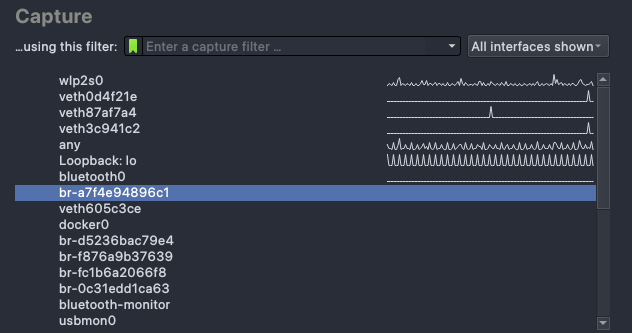 Capture
...using this filter: Enter a capture filter ... All interfaces shown
wlp2s0
veth0d4f21e
veth87af7a4
veth3c941c2
any
Loopback: lo
bluetooth0
br-a7f4e94896c1
veth605c3ce
docker0
br-d5236bac79e4
br-f876a9b37639
br-fc1b6a2066f8
br-0c31edd1ca63
bluetooth-monitor
usbmon0